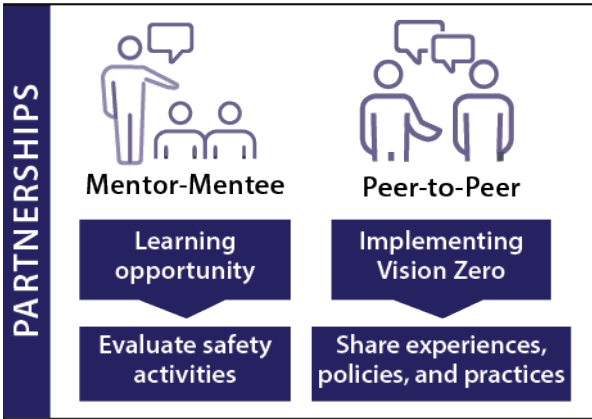 PARTNERSHIPS
Mentor-Mentee
Learning
opportunity
Evaluate safety
activities
Peer-to-Peer
Implementing
Vision Zero
Share experiences,
policies, and practices